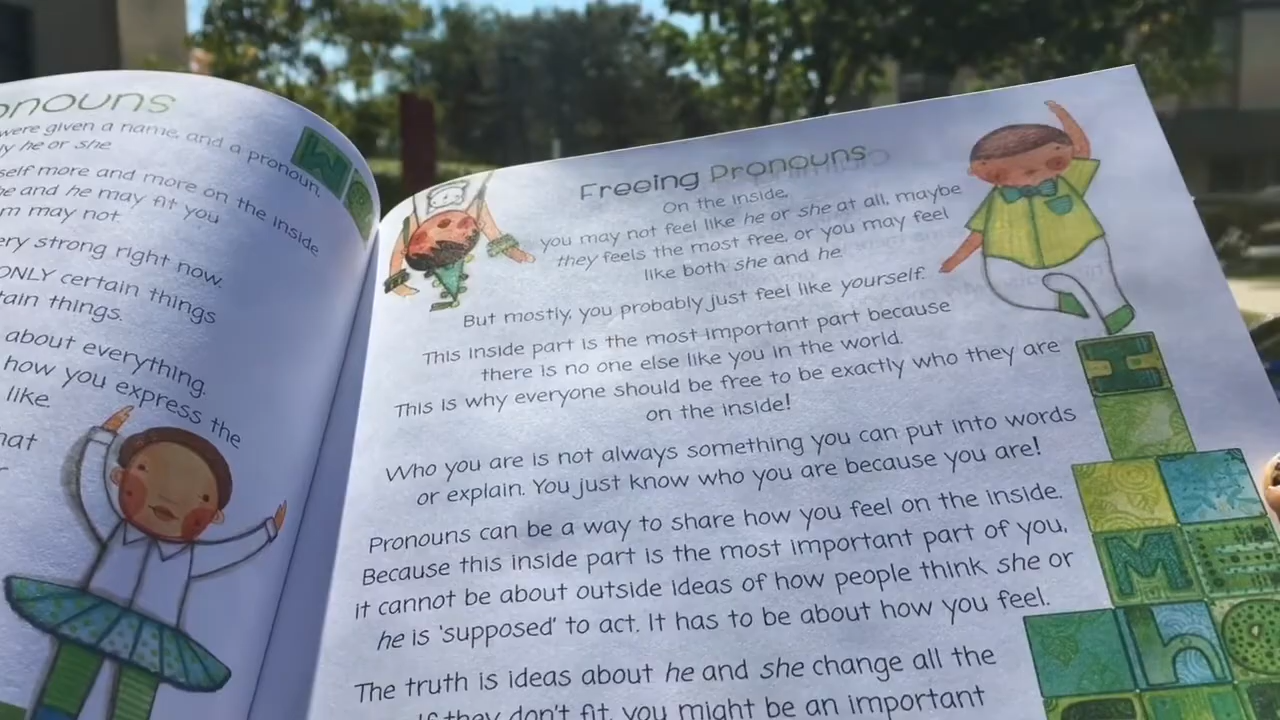 onouns
were given a name, and a pronoun,
ly he or she
self more and more on the inside
he and he may fit you
m may not
ery strong right now.
ONLY certain things
tain things.
about everything.
how you express the
like.
hat
Freeing Pronouns
On the inside,
you may not feel like he or she at all, maybe
they feels the most free, or you may feel
like both she and he.
But mostly, you probably just feel like yourself.
This inside part is the most important part because
there is no one else like you in the world.
This is why everyone should be free to be exactly who they are
on the inside!
Who you are is not always something you can put into words
or explain. You just know who you are because you are!
Pronouns can be a way to share how you feel on the inside.
Because this inside part is the most important part of you,
it cannot be about outside ideas of how people think she or
he is 'supposed' to act. It has to be about how you feel.
The truth is ideas about he and she change all the
If they don't fit, you might be an important
I
M E
h